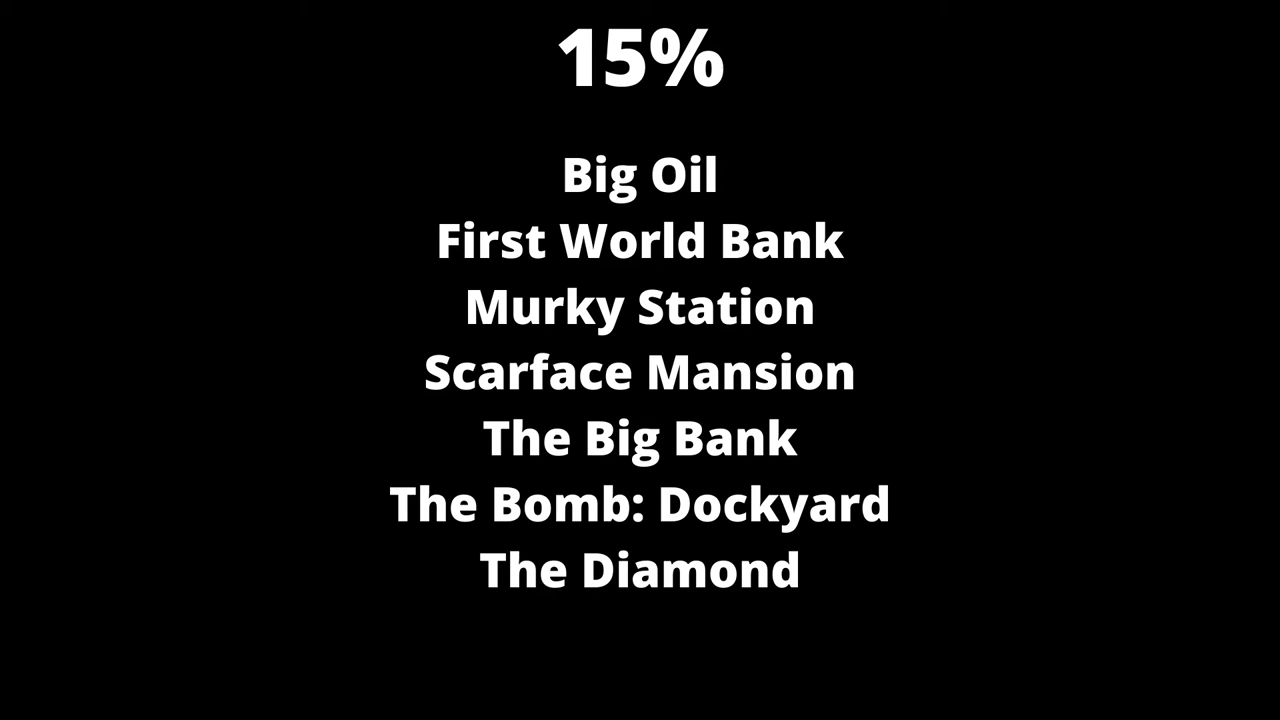 15%
Big Oil
First World Bank
Murky Station
Scarface Mansion
The Big Bank
The Bomb: Dockyard
The Diamond